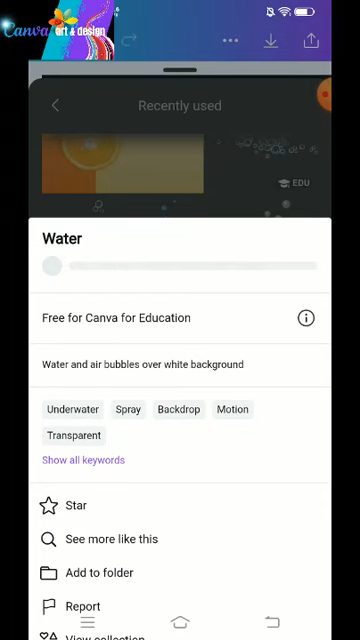 Canva art & design
Recently used
EDU
Water
Free for Canva for Education
Water and air bubbles over white background
Underwater Spray Backdrop Motion
Transparent
Show all keywords
Star
See more like this
Add to folder
Report
View collection